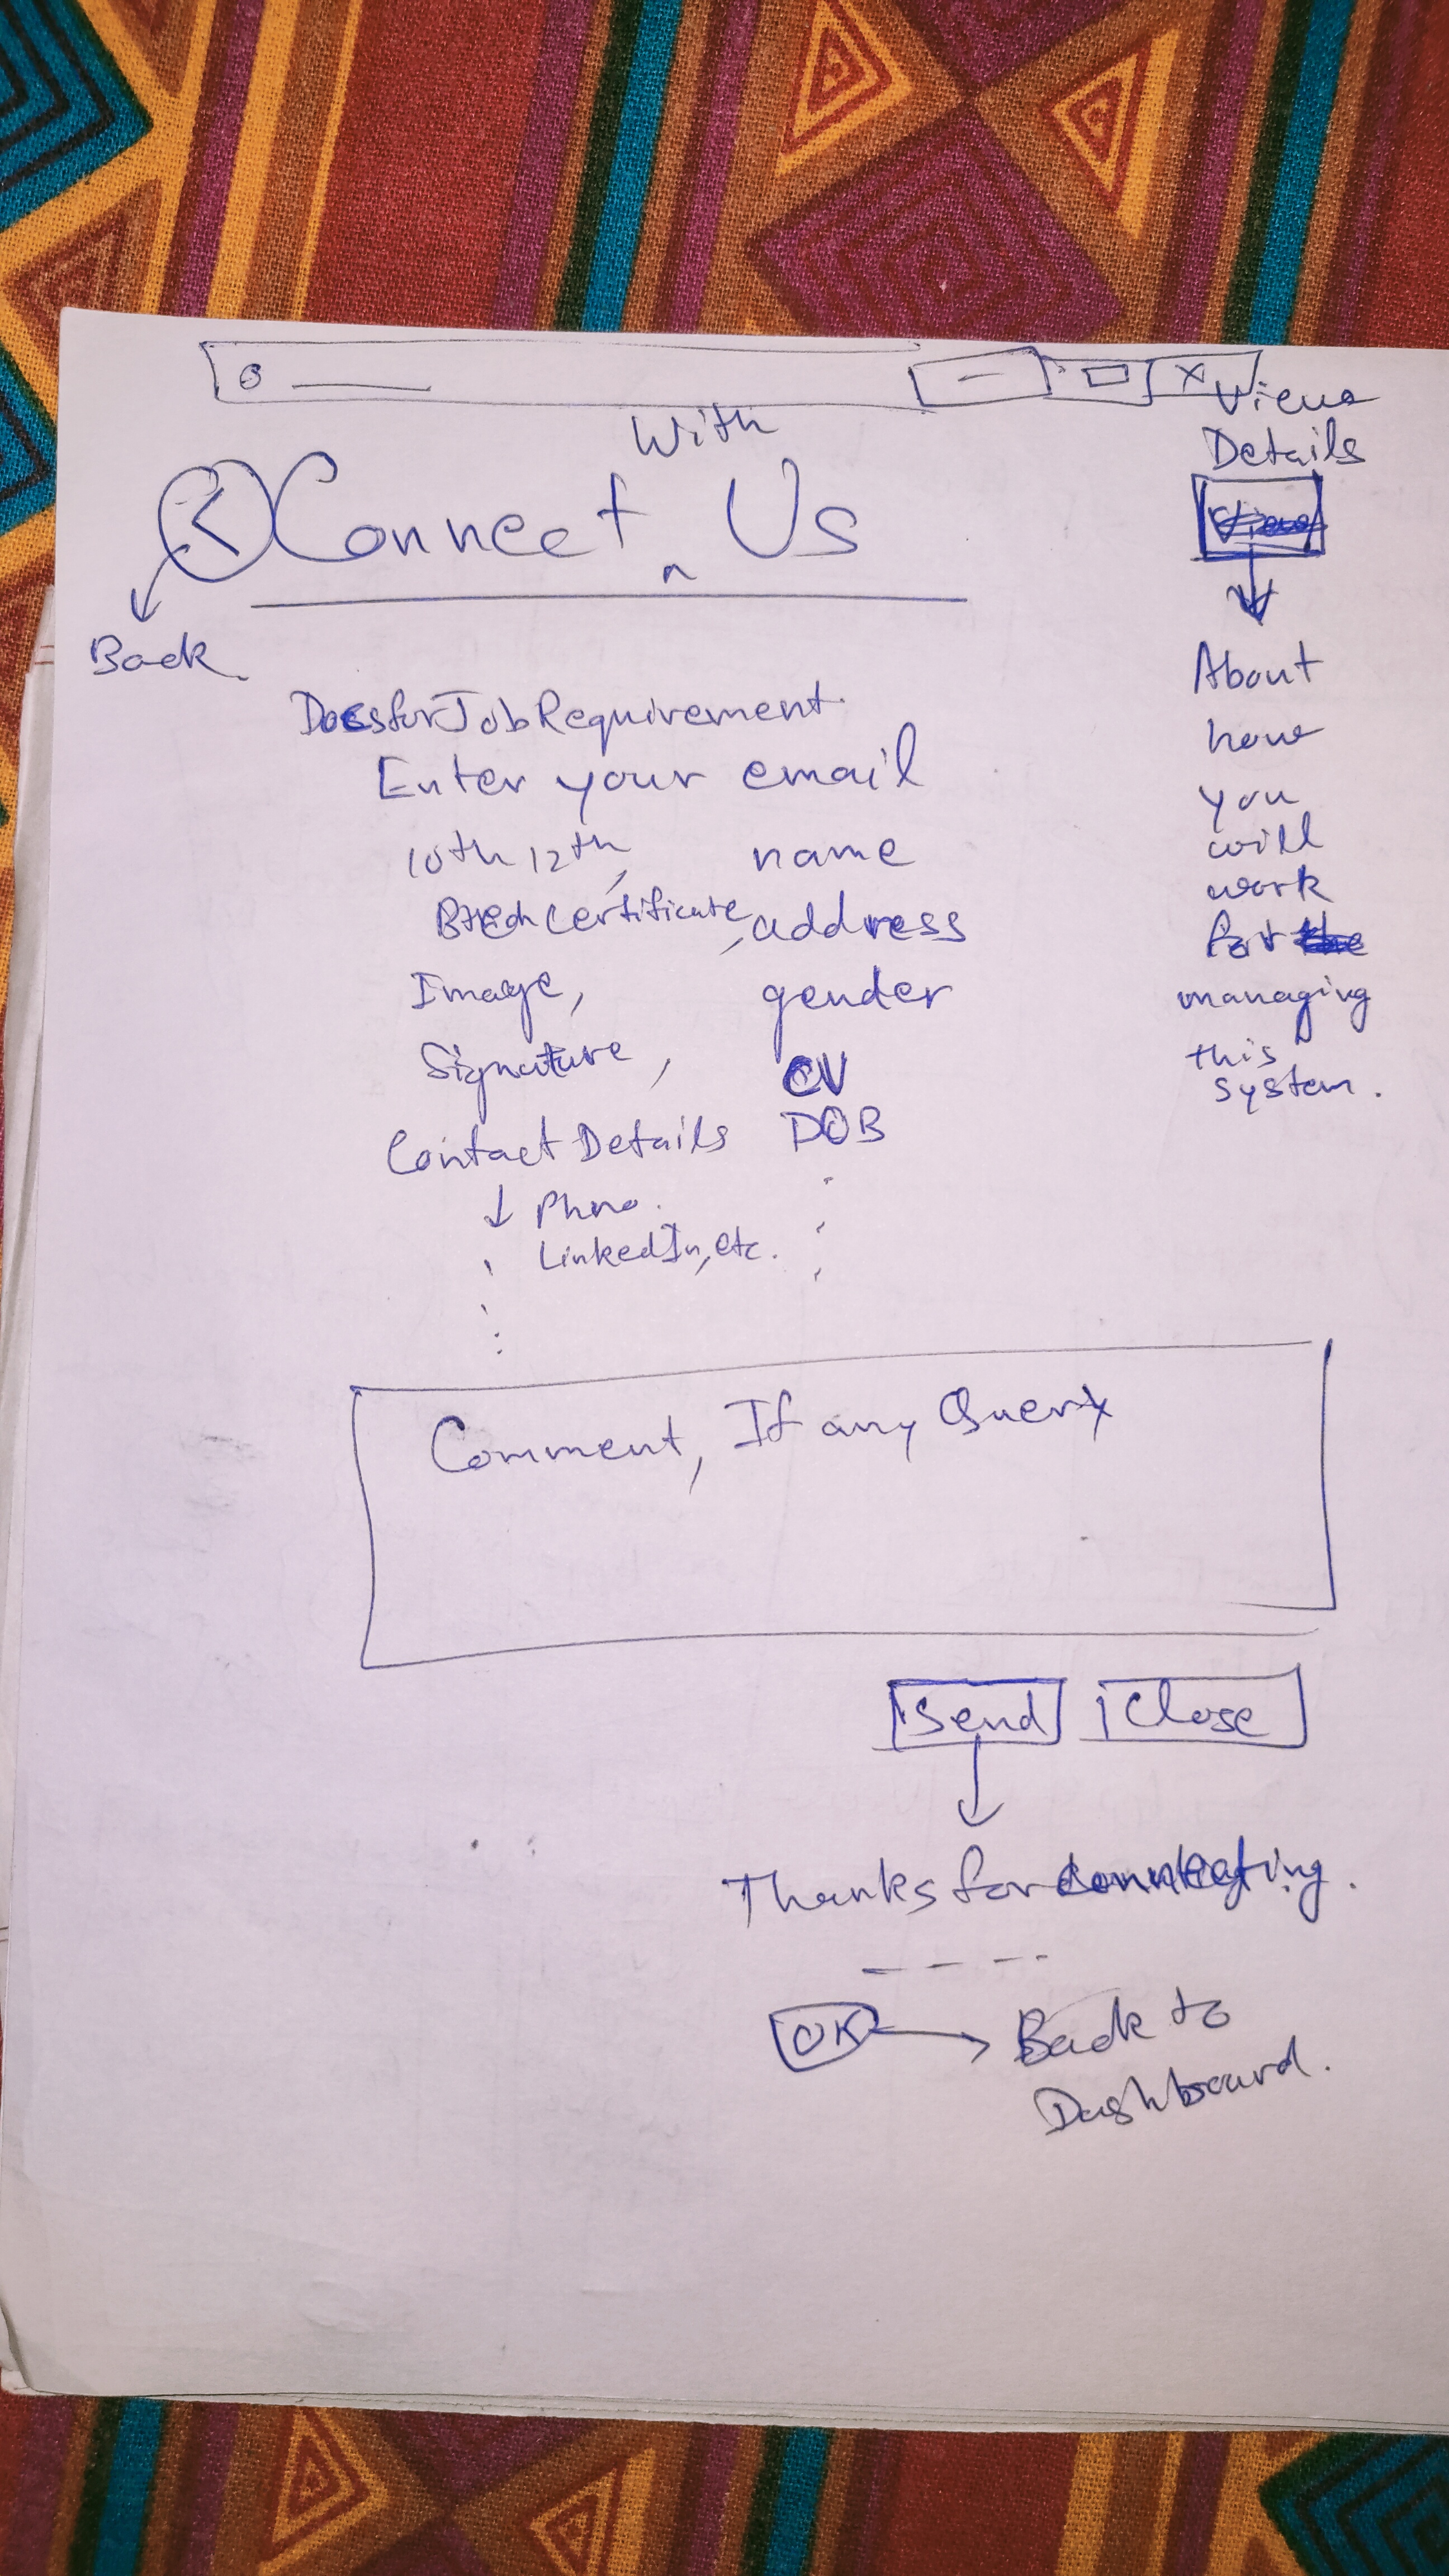 With
Connect ^ Us
Back.
View
Details
About
how
you
will
work
for
managing
this
system.
Docs for Job Requirement.
Enter your email
10th 12th, name
Btech Certificate, address
Image, gender
Signature, CV
Contact Details DOB
↓ Phno.
LinkedIn, etc.
Comment, If any Query
Send Close
Thanks for connecting.
OK → Back to
Dashboard.